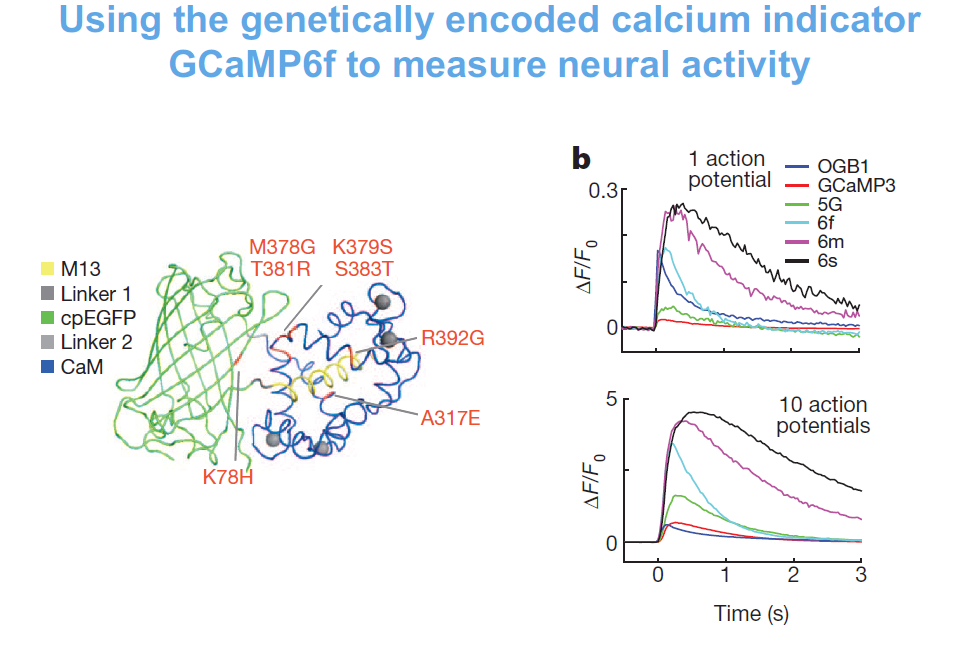 Using the genetically encoded calcium indicator
GCaMP6f to measure neural activity
M13
Linker 1
cpEGFP
Linker 2
CaM
M378G K379S
T381R S383T
R392G
A317E
K78H
b
1 action
potential
OGB1
GCaMP3
5G
6f
6m
6s
0.3
0
ΔF/F0
10 action
potentials
5
0
ΔF/F0
0 1 2 3
Time (s)